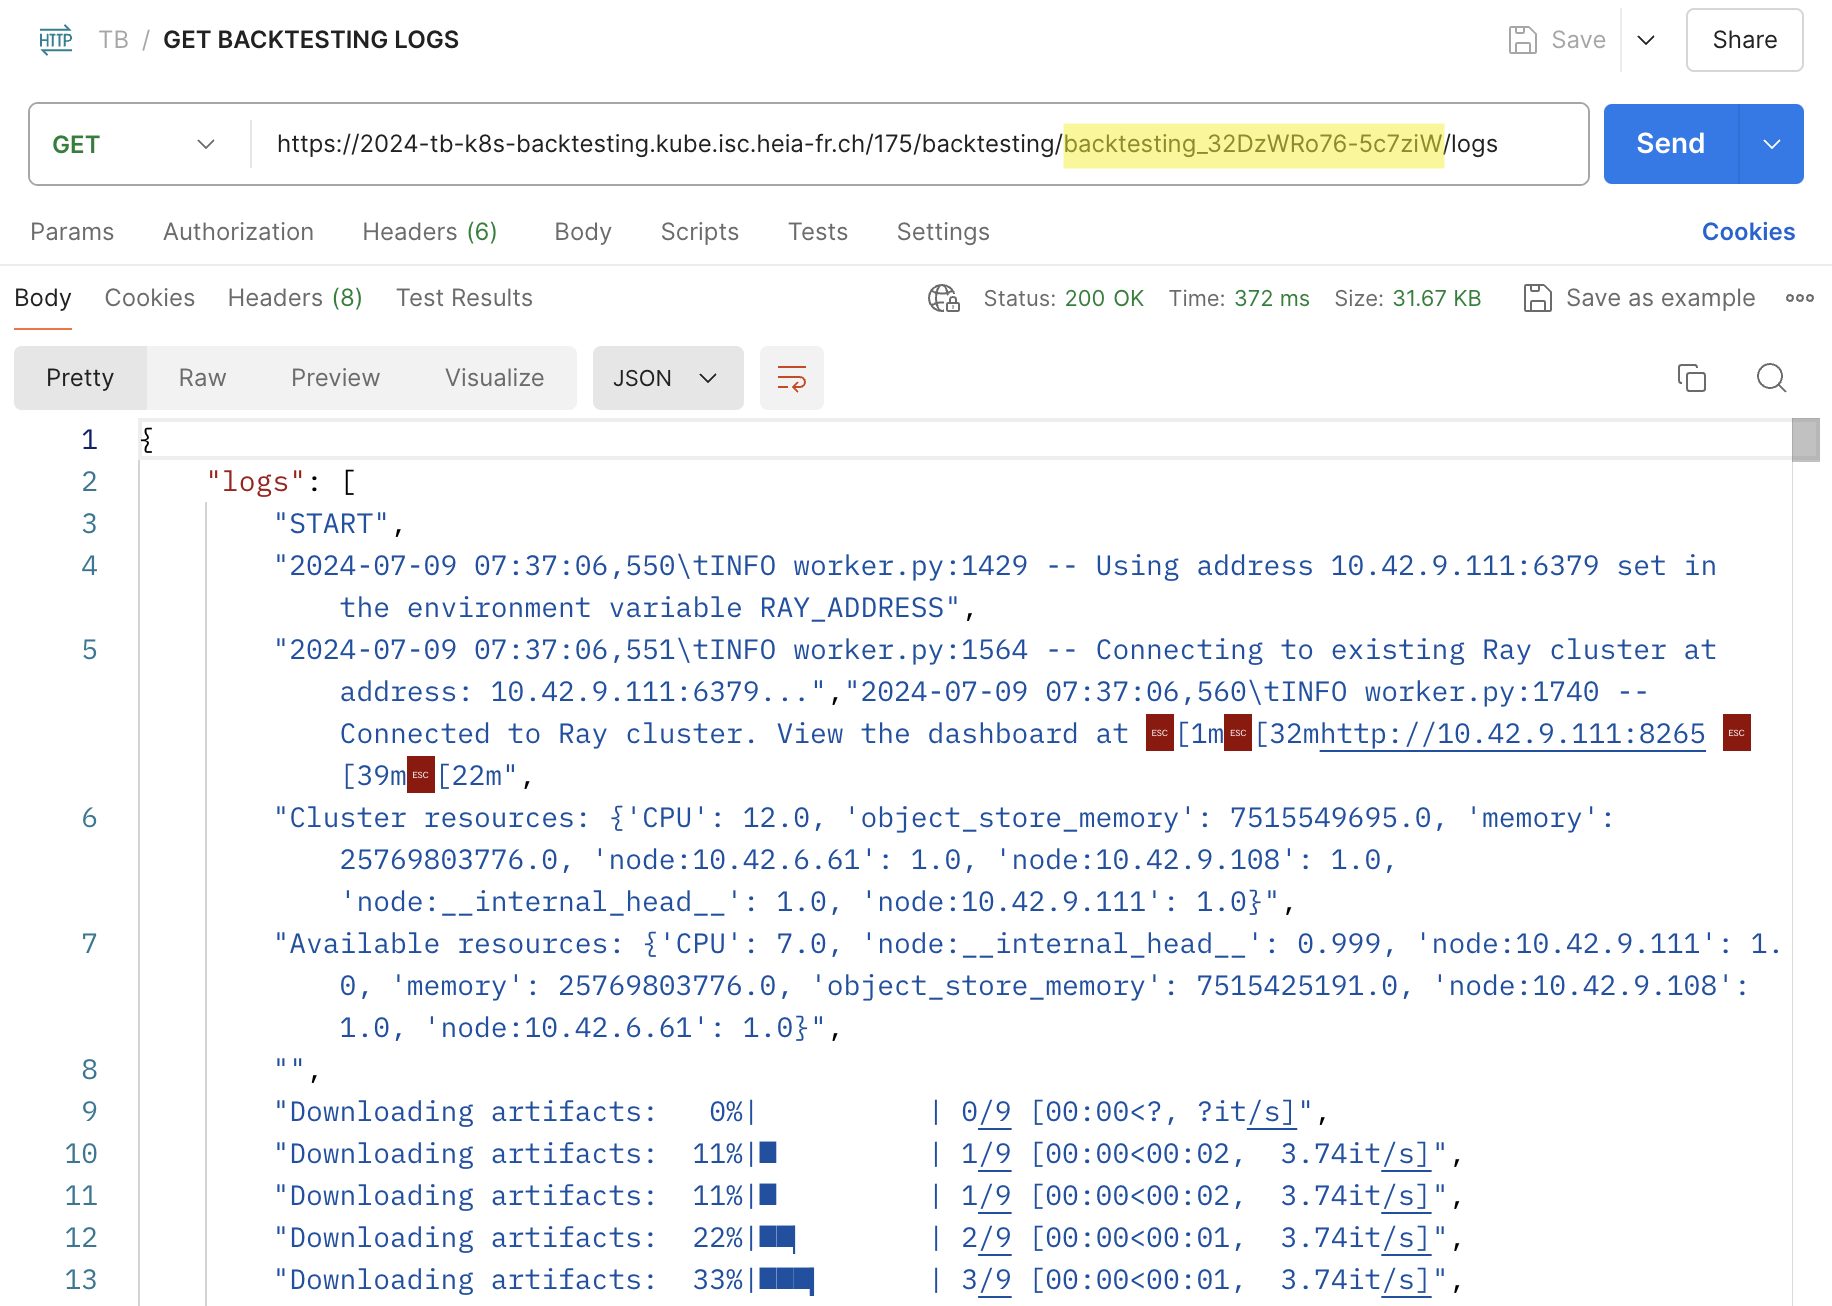 HTTP TB / GET BACKTESTING LOGS Save Share
GET https://2024-tb-k8s-backtesting.kube.isc.heia-fr.ch/175/backtesting/backtesting_32DzWRo76-5c7ziW/logs Send
Params Authorization Headers (6) Body Scripts Tests Settings Cookies
Body Cookies Headers (8) Test Results Status: 200 OK Time: 372 ms Size: 31.67 KB Save as example
Pretty Raw Preview Visualize JSON
1 {
2 "logs": [
3 "START",
4 "2024-07-09 07:37:06,550\tINFO worker.py:1429 -- Using address 10.42.9.111:6379 set in
the environment variable RAY_ADDRESS",
5 "2024-07-09 07:37:06,551\tINFO worker.py:1564 -- Connecting to existing Ray cluster at
address: 10.42.9.111:6379...","2024-07-09 07:37:06,560\tINFO worker.py:1740 --
Connected to Ray cluster. View the dashboard at ESC[1mESC[32mhttp://10.42.9.111:8265 ESC
[39mESC[22m",
6 "Cluster resources: {'CPU': 12.0, 'object_store_memory': 7515549695.0, 'memory':
25769803776.0, 'node:10.42.6.61': 1.0, 'node:10.42.9.108': 1.0,
'node:__internal_head__': 1.0, 'node:10.42.9.111': 1.0}",
7 "Available resources: {'CPU': 7.0, 'node:__internal_head__': 0.999, 'node:10.42.9.111': 1.
0, 'memory': 25769803776.0, 'object_store_memory': 7515425191.0, 'node:10.42.9.108':
1.0, 'node:10.42.6.61': 1.0}",
8 "",
9 "Downloading artifacts:   0%|          | 0/9 [00:00<?, ?it/s]",
10 "Downloading artifacts:  11%|█         | 1/9 [00:00<00:02,  3.74it/s]",
11 "Downloading artifacts:  11%|█         | 1/9 [00:00<00:02,  3.74it/s]",
12 "Downloading artifacts:  22%|██▏       | 2/9 [00:00<00:01,  3.74it/s]",
13 "Downloading artifacts:  33%|███▎      | 3/9 [00:00<00:01,  3.74it/s]",